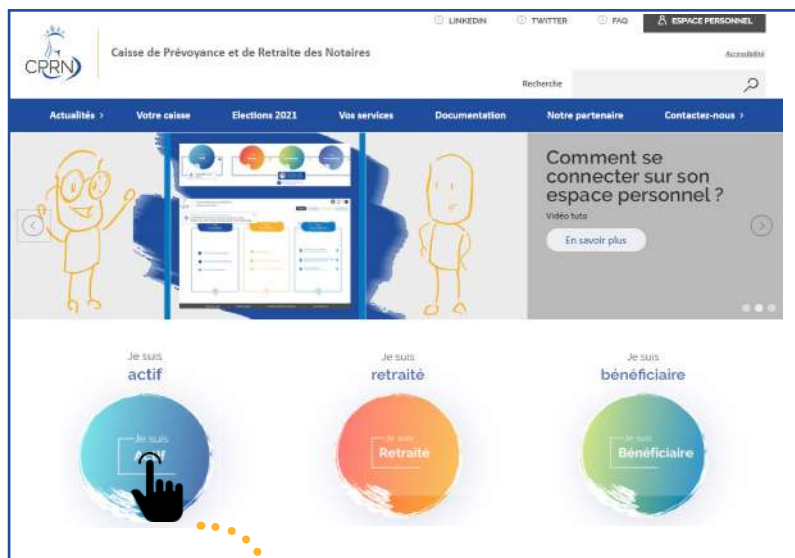 LINKEDIN TWITTER FAQ ESPACE PERSONNEL
CPRN
Caisse de Prévoyance et de Retraite des Notaires
Accessibilité
Recherche
Actualités > Votre caisse Elections 2021 Vos services Documentation Notre partenaire Contactez-nous >
Comment se
connecter sur son
espace personnel ?
Vidéo tuto
En savoir plus
Je suis
actif
Je suis
retraité
Je suis
bénéficiaire
Je suis
Actif
Je suis
Retraité
Je suis
Bénéficiaire